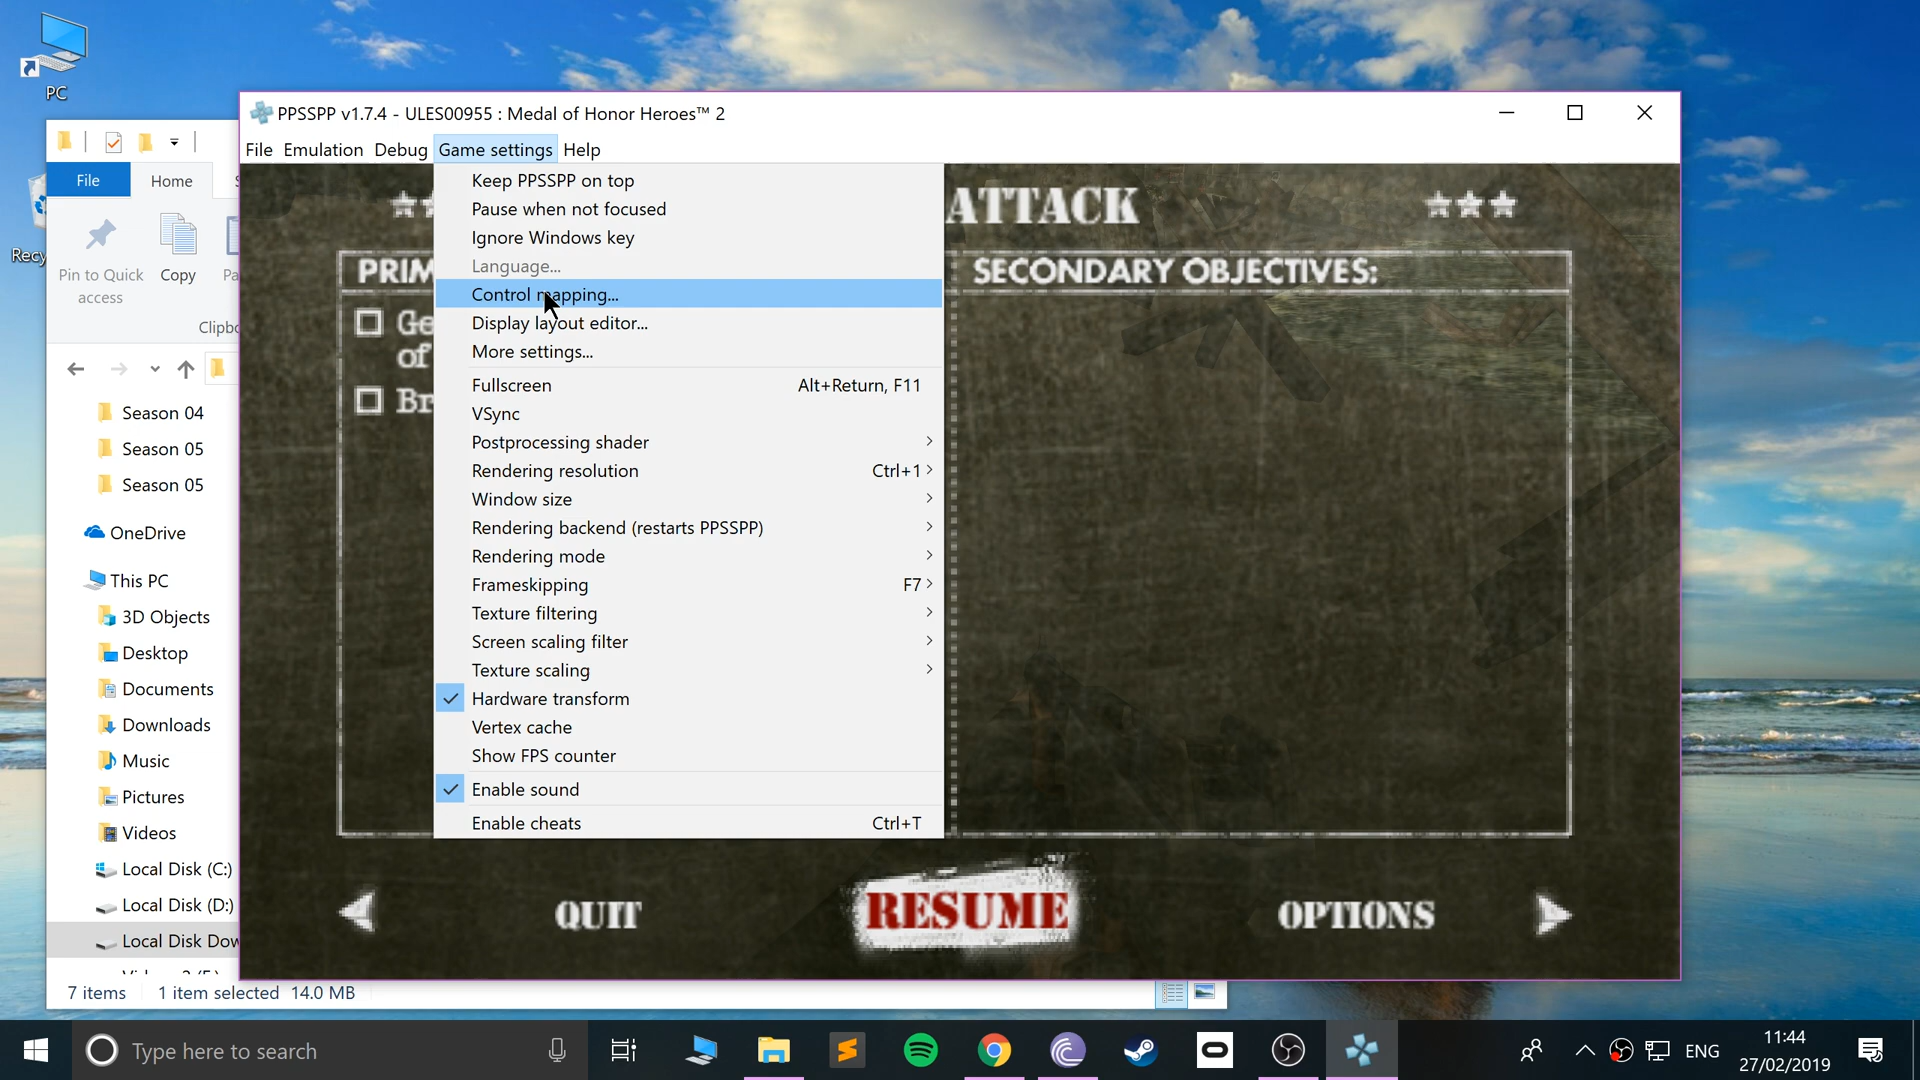 PC
PPSSPP v1.7.4 - ULES00955 : Medal of Honor Heroes™ 2
File Emulation Debug Game settings Help
Keep PPSSPP on top
Pause when not focused
Ignore Windows key
Language...
Control mapping...
Display layout editor...
More settings...
Fullscreen Alt+Return, F11
VSync
Postprocessing shader
Rendering resolution Ctrl+1
Window size
Rendering backend (restarts PPSSPP)
Rendering mode
Frameskipping F7
Texture filtering
Screen scaling filter
Texture scaling
Hardware transform
Vertex cache
Show FPS counter
Enable sound
Enable cheats Ctrl+T
ATTACK
PRIM
SECONDARY OBJECTIVES:
Ge
of
Br
QUIT
RESUME
OPTIONS
File Home
Recy
Pin to Quick
access
Copy
Pa
Clipbo
Season 04
Season 05
Season 05
OneDrive
This PC
3D Objects
Desktop
Documents
Downloads
Music
Pictures
Videos
Local Disk (C:)
Local Disk (D:)
Local Disk Dow
7 items 1 item selected 14.0 MB
Type here to search
ENG
11:44
27/02/2019